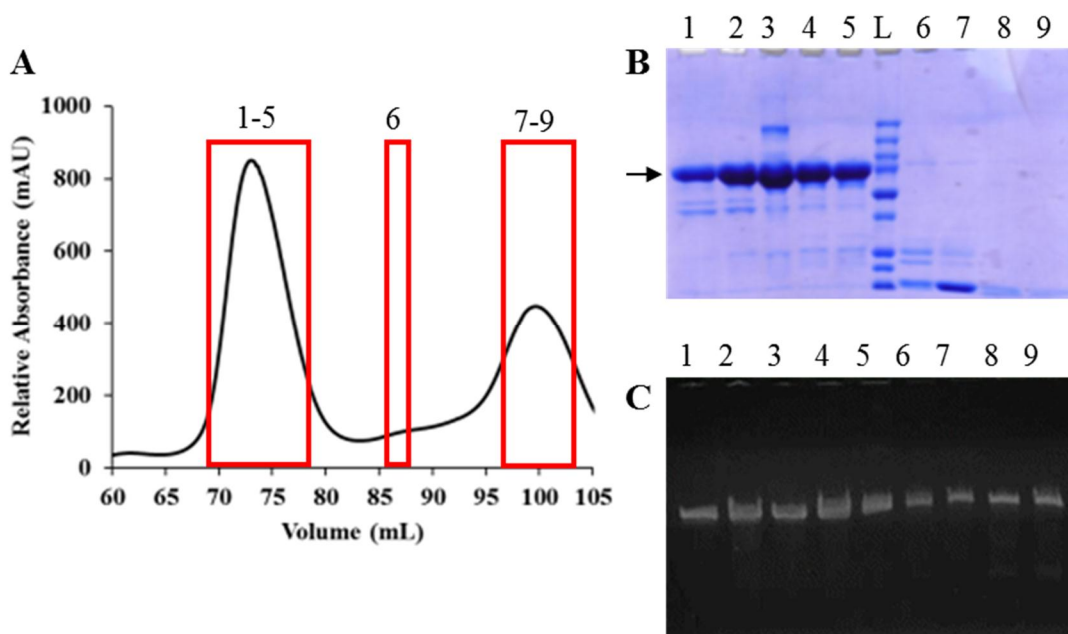 A
1-5
6
7-9
1000
800
600
400
200
0
Relative Absorbance (mAU)
60 70 75 80 85 90 95 100 105
Volume (mL)
B
1 2 3 4 5 L 6 7 8 9
C
1 2 3 4 5 6 7 8 9